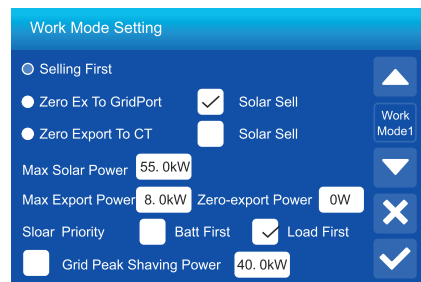 Work Mode Setting
Selling First
Zero Ex To GridPort Solar Sell
Work
Mode1
Zero Export To CT Solar Sell
Max Solar Power 55. 0kW
Max Export Power 8. 0kW Zero-export Power 0W
Sloar Priority Batt First Load First
Grid Peak Shaving Power 40. 0kW